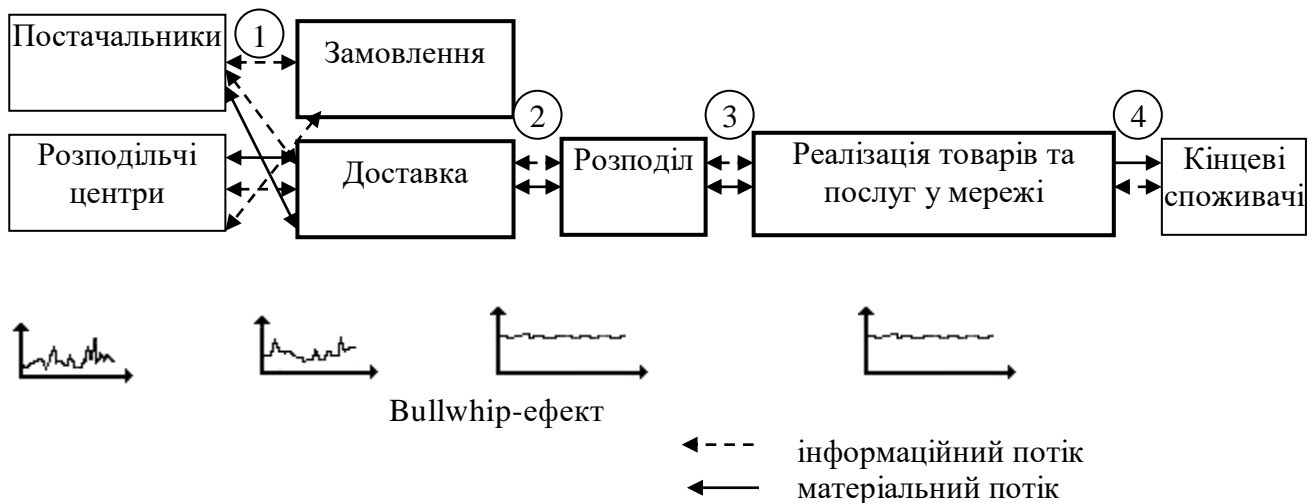 Постачальники
1
Замовлення
Розподільчі
центри
Доставка
2
Розподіл
3
Реалізація товарів та
послуг у мережі
4
Кінцеві
споживачі
Bullwhip-ефект
інформаційний потік
матеріальний потік